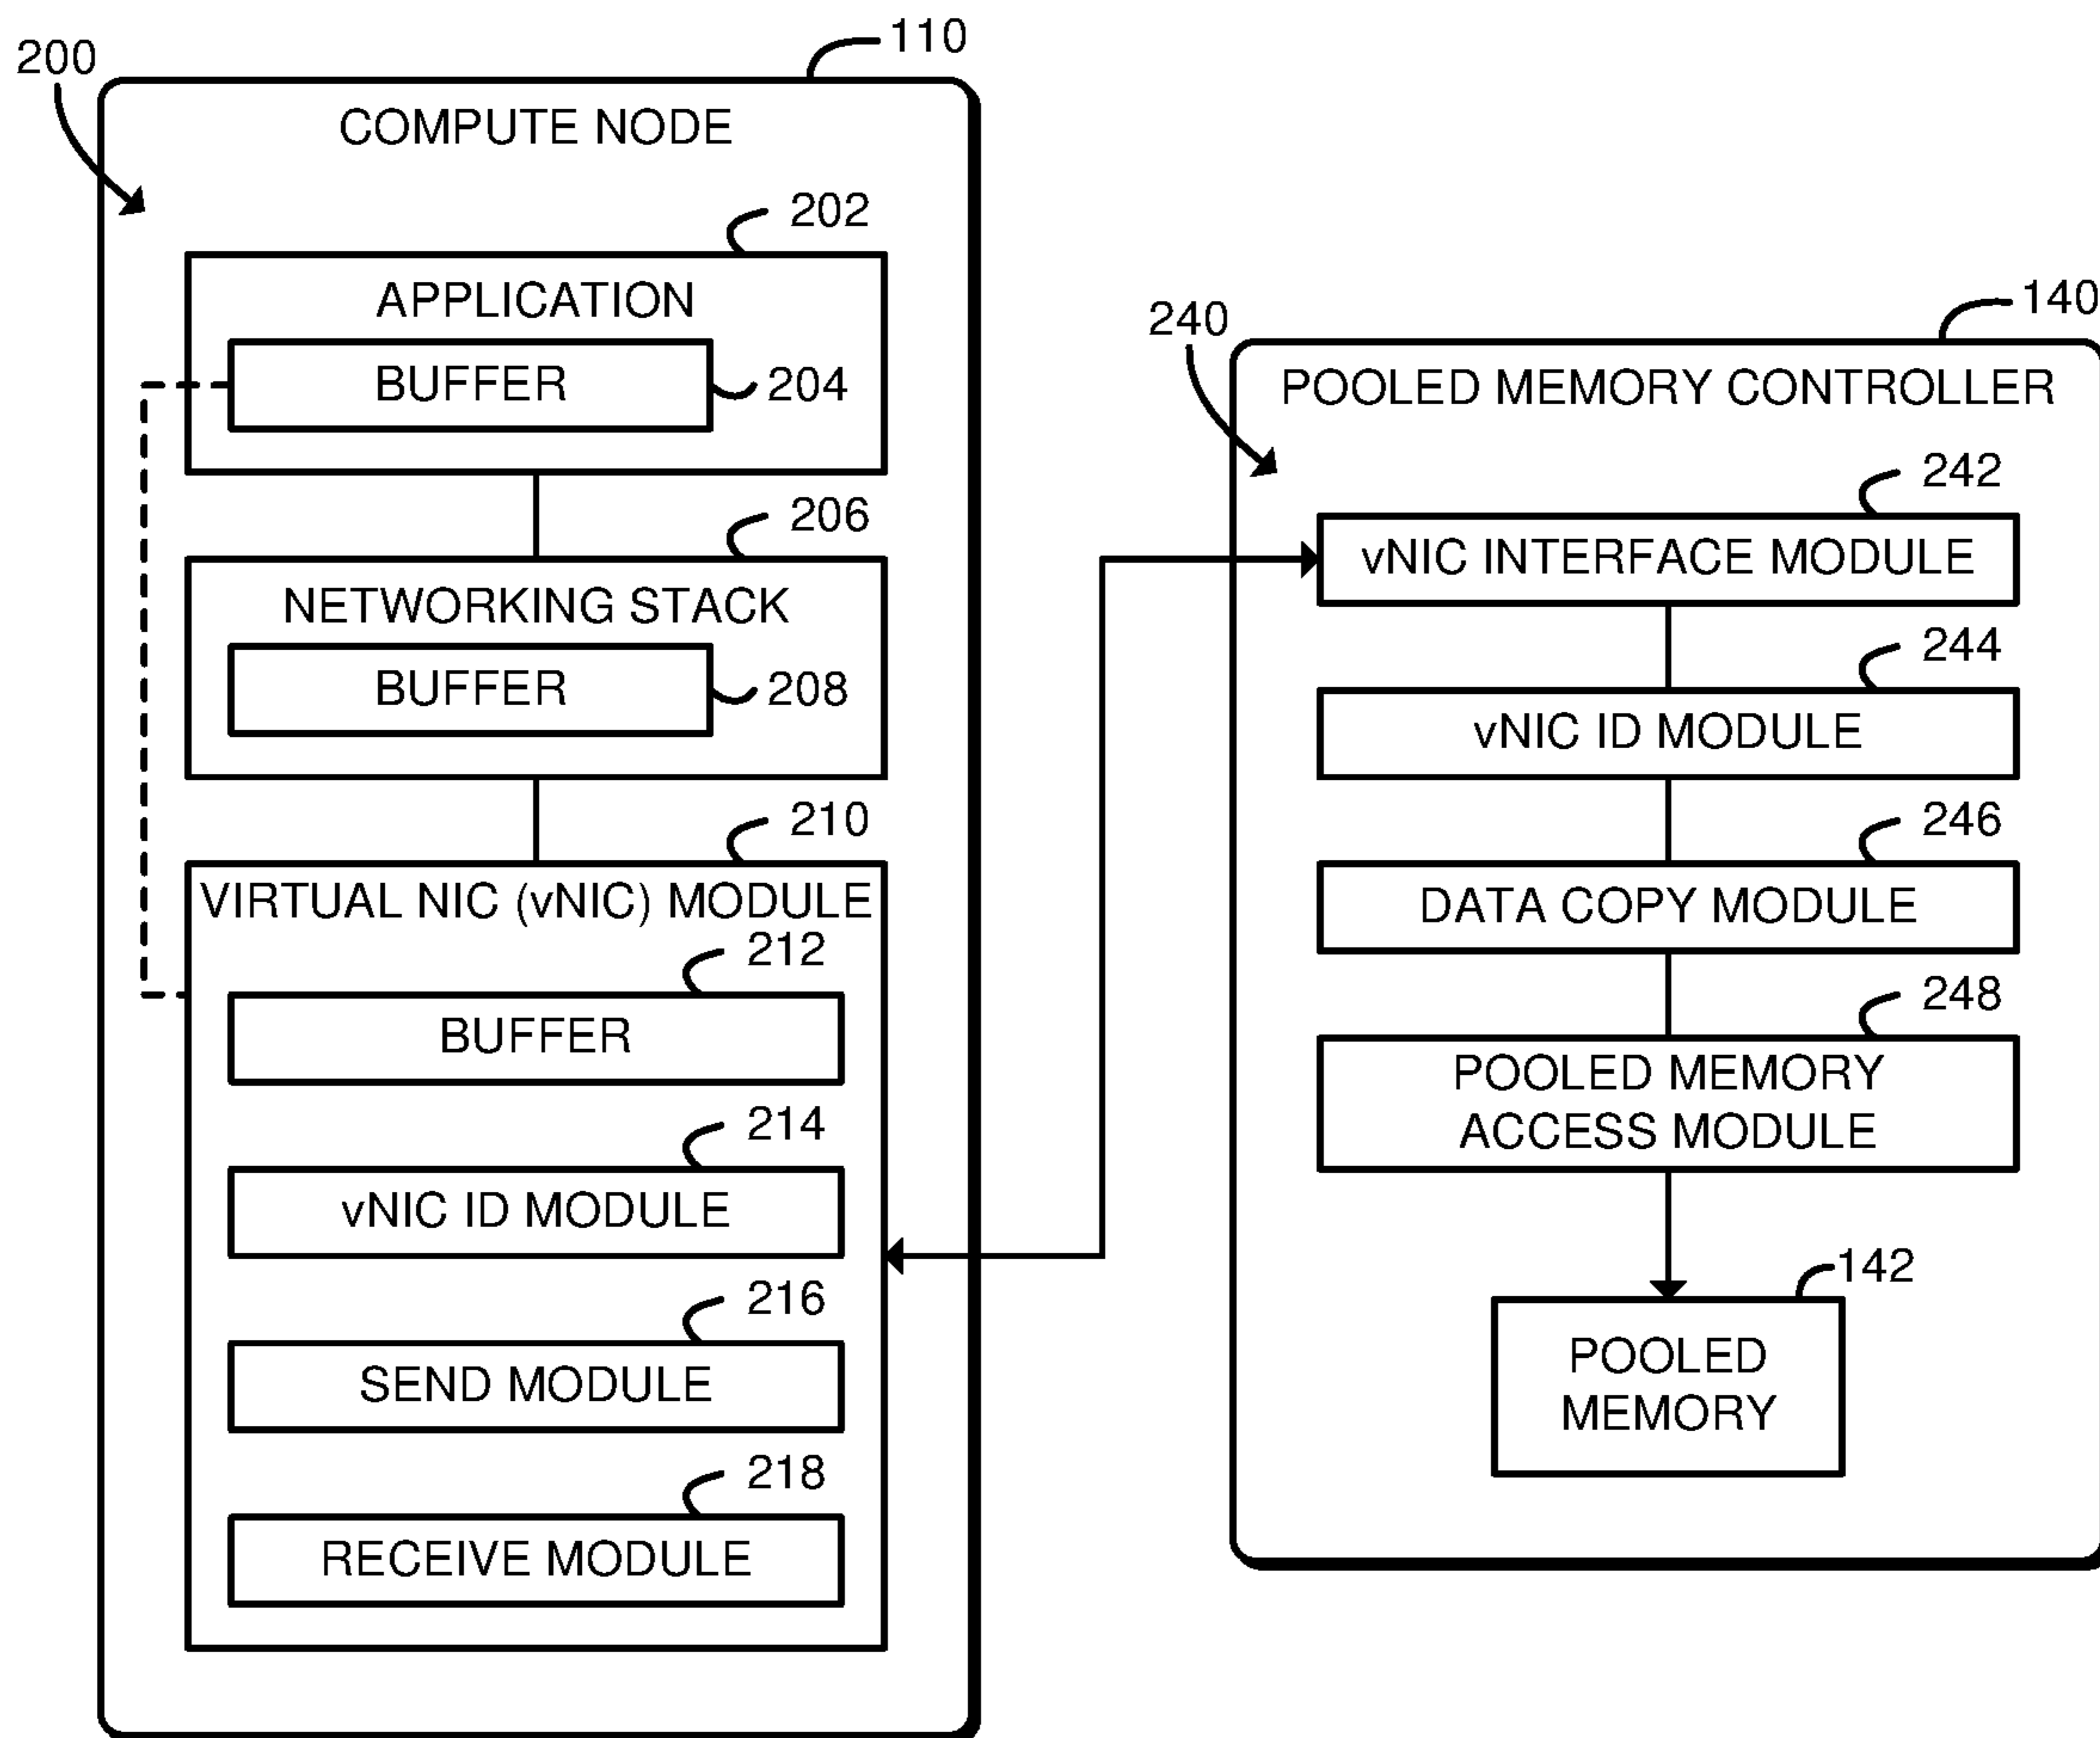 200
110
COMPUTE NODE
202
APPLICATION
BUFFER
204
206
NETWORKING STACK
BUFFER
208
210
VIRTUAL NIC (vNIC) MODULE
212
BUFFER
214
vNIC ID MODULE
216
SEND MODULE
218
RECEIVE MODULE
240
140
POOLED MEMORY CONTROLLER
242
vNIC INTERFACE MODULE
244
vNIC ID MODULE
246
DATA COPY MODULE
248
POOLED MEMORY
ACCESS MODULE
142
POOLED
MEMORY